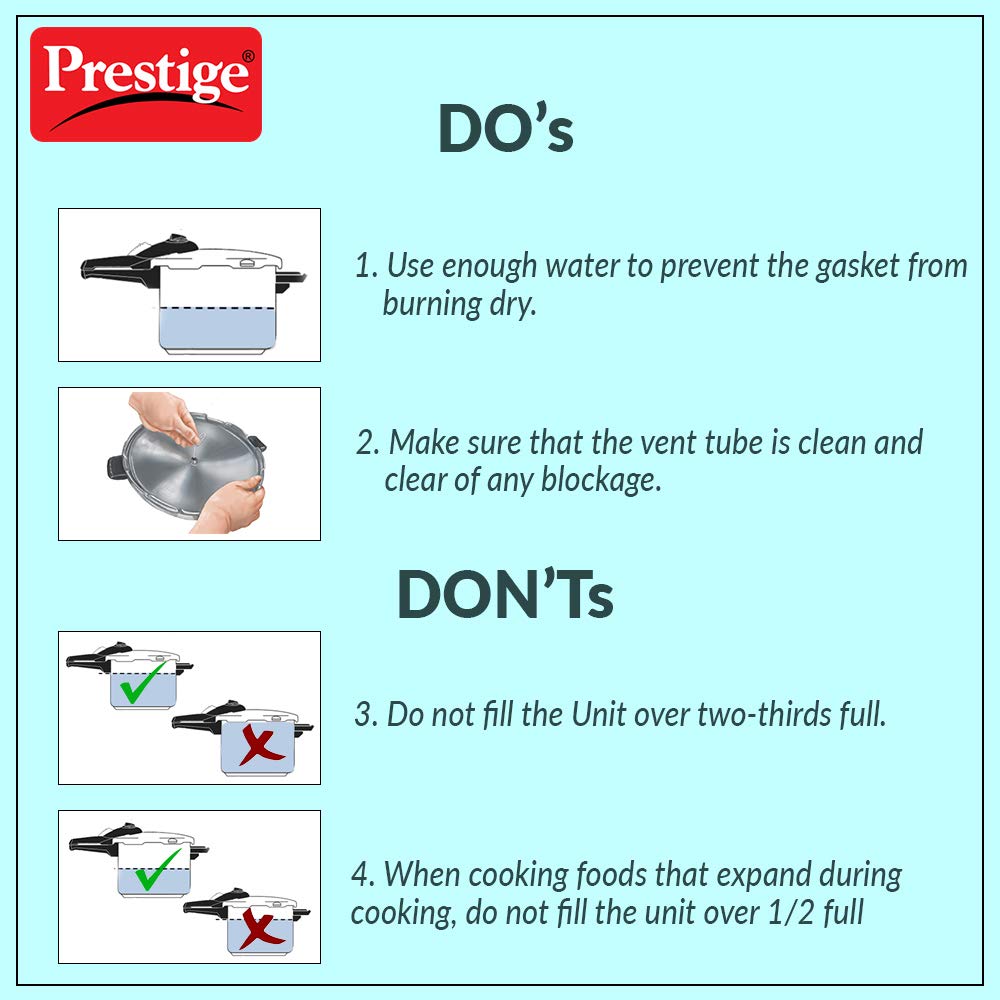 Prestige®
DO’s
1. Use enough water to prevent the gasket from
burning dry.
2. Make sure that the vent tube is clean and
clear of any blockage.
DON’Ts
3. Do not fill the Unit over two-thirds full.
4. When cooking foods that expand during
cooking, do not fill the unit over 1/2 full